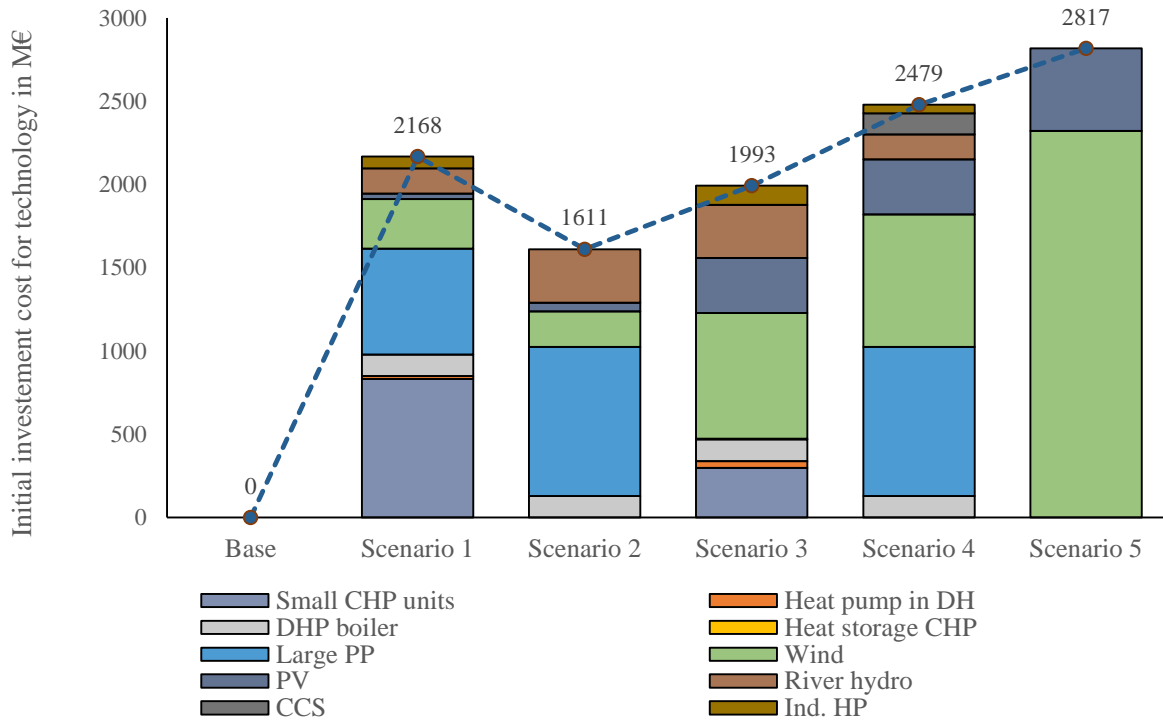 Initial investement cost for technology in M€
3000
2500
2000
1500
1000
500
0
0
2168
1611
1993
2479
2817
Base
Scenario 1
Scenario 2
Scenario 3
Scenario 4
Scenario 5
Small CHP units
Heat pump in DH
DHP boiler
Heat storage CHP
Large PP
Wind
PV
River hydro
CCS
Ind. HP